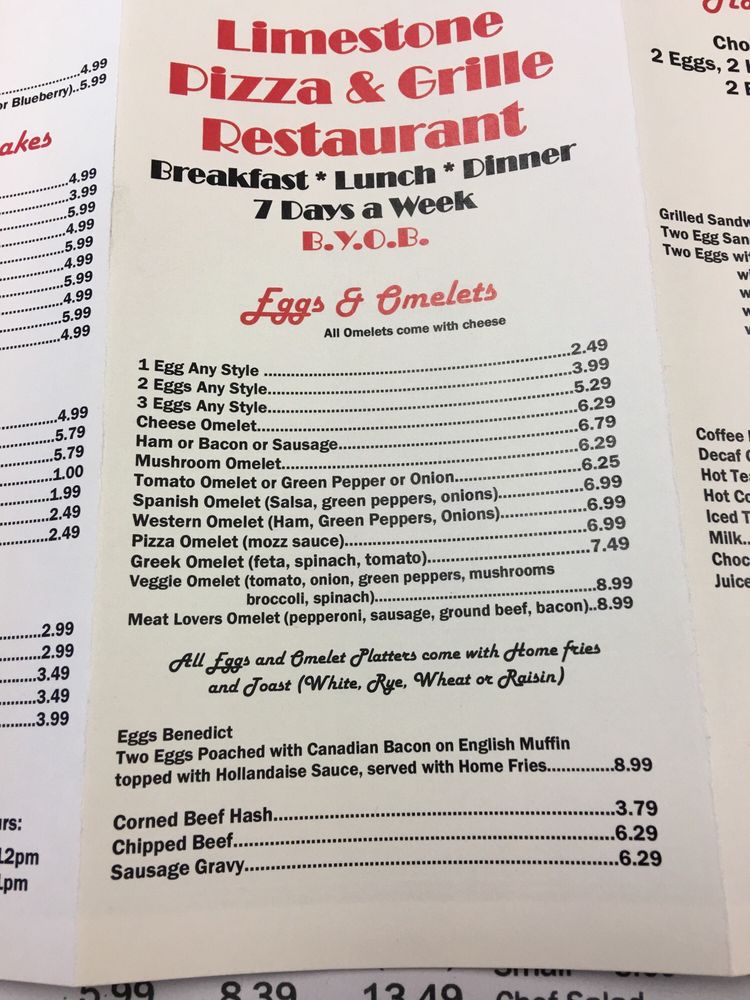 4.99
or Blueberry)..5.99
akes
4.99
3.99
5.99
4.99
5.99
4.99
5.99
4.99
5.99
4.99
4.99
5.79
5.79
1.00
1.99
2.49
2.49
2.99
2.99
3.49
3.49
3.99
urs:
12pm
Limestone
Pizza & Grille
Restaurant
Breakfast * Lunch * Dinner
7 Days a Week
B.Y.O.B.
Eggs & Omelets
All Omelets come with cheese
1 Egg Any Style ........2.49
2 Eggs Any Style........3.99
3 Eggs Any Style........5.29
Cheese Omelet........6.29
Ham or Bacon or Sausage........6.79
Mushroom Omelet........6.29
Tomato Omelet or Green Pepper or Onion........6.25
Spanish Omelet (Salsa, green peppers, onions)........6.99
Western Omelet (Ham, Green Peppers, Onions)........6.99
Pizza Omelet (mozz sauce)........6.99
Greek Omelet (feta, spinach, tomato)........7.49
Veggie Omelet (tomato, onion, green peppers, mushrooms
broccoli, spinach)........8.99
Meat Lovers Omelet (pepperoni, sausage, ground beef, bacon)..8.99
All Eggs and Omelet Platters come with Home fries
and Toast (White, Rye, Wheat or Raisin)
Eggs Benedict
Two Eggs Poached with Canadian Bacon on English Muffin
topped with Hollandaise Sauce, served with Home Fries........8.99
Corned Beef Hash........3.79
Chipped Beef........6.29
Sausage Gravy........6.29
Cho
2 Eggs, 2
2
Grilled Sandw
Two Egg San
Two Eggs wi
Coffee
Decaf
Hot Te
Hot Co
Iced T
Milk..
Choc
Juice
5.99 8.39 13.49 Chef Salad